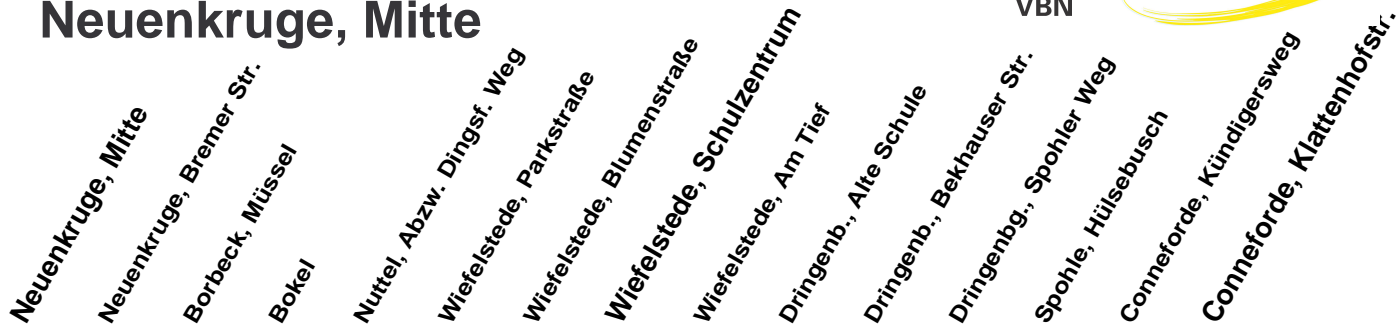 Neuenkruge, Mitte
VBN
Neuenkruge, Mitte
Neuenkruge, Bremer Str.
Borbeck, Müssel
Bokel
Nuttel, Abzw. Dingsf. Weg
Wiefelstede, Parkstraße
Wiefelstede, Blumenstraße
Wiefelstede, Schulzentrum
Wiefelstede, Am Tief
Dringenb., Alte Schule
Dringenb., Bekhauser Str.
Dringenbg., Spohler Weg
Spohle, Hülsebusch
Conneforde, Kündigersweg
Conneforde, Klattenhofstr.